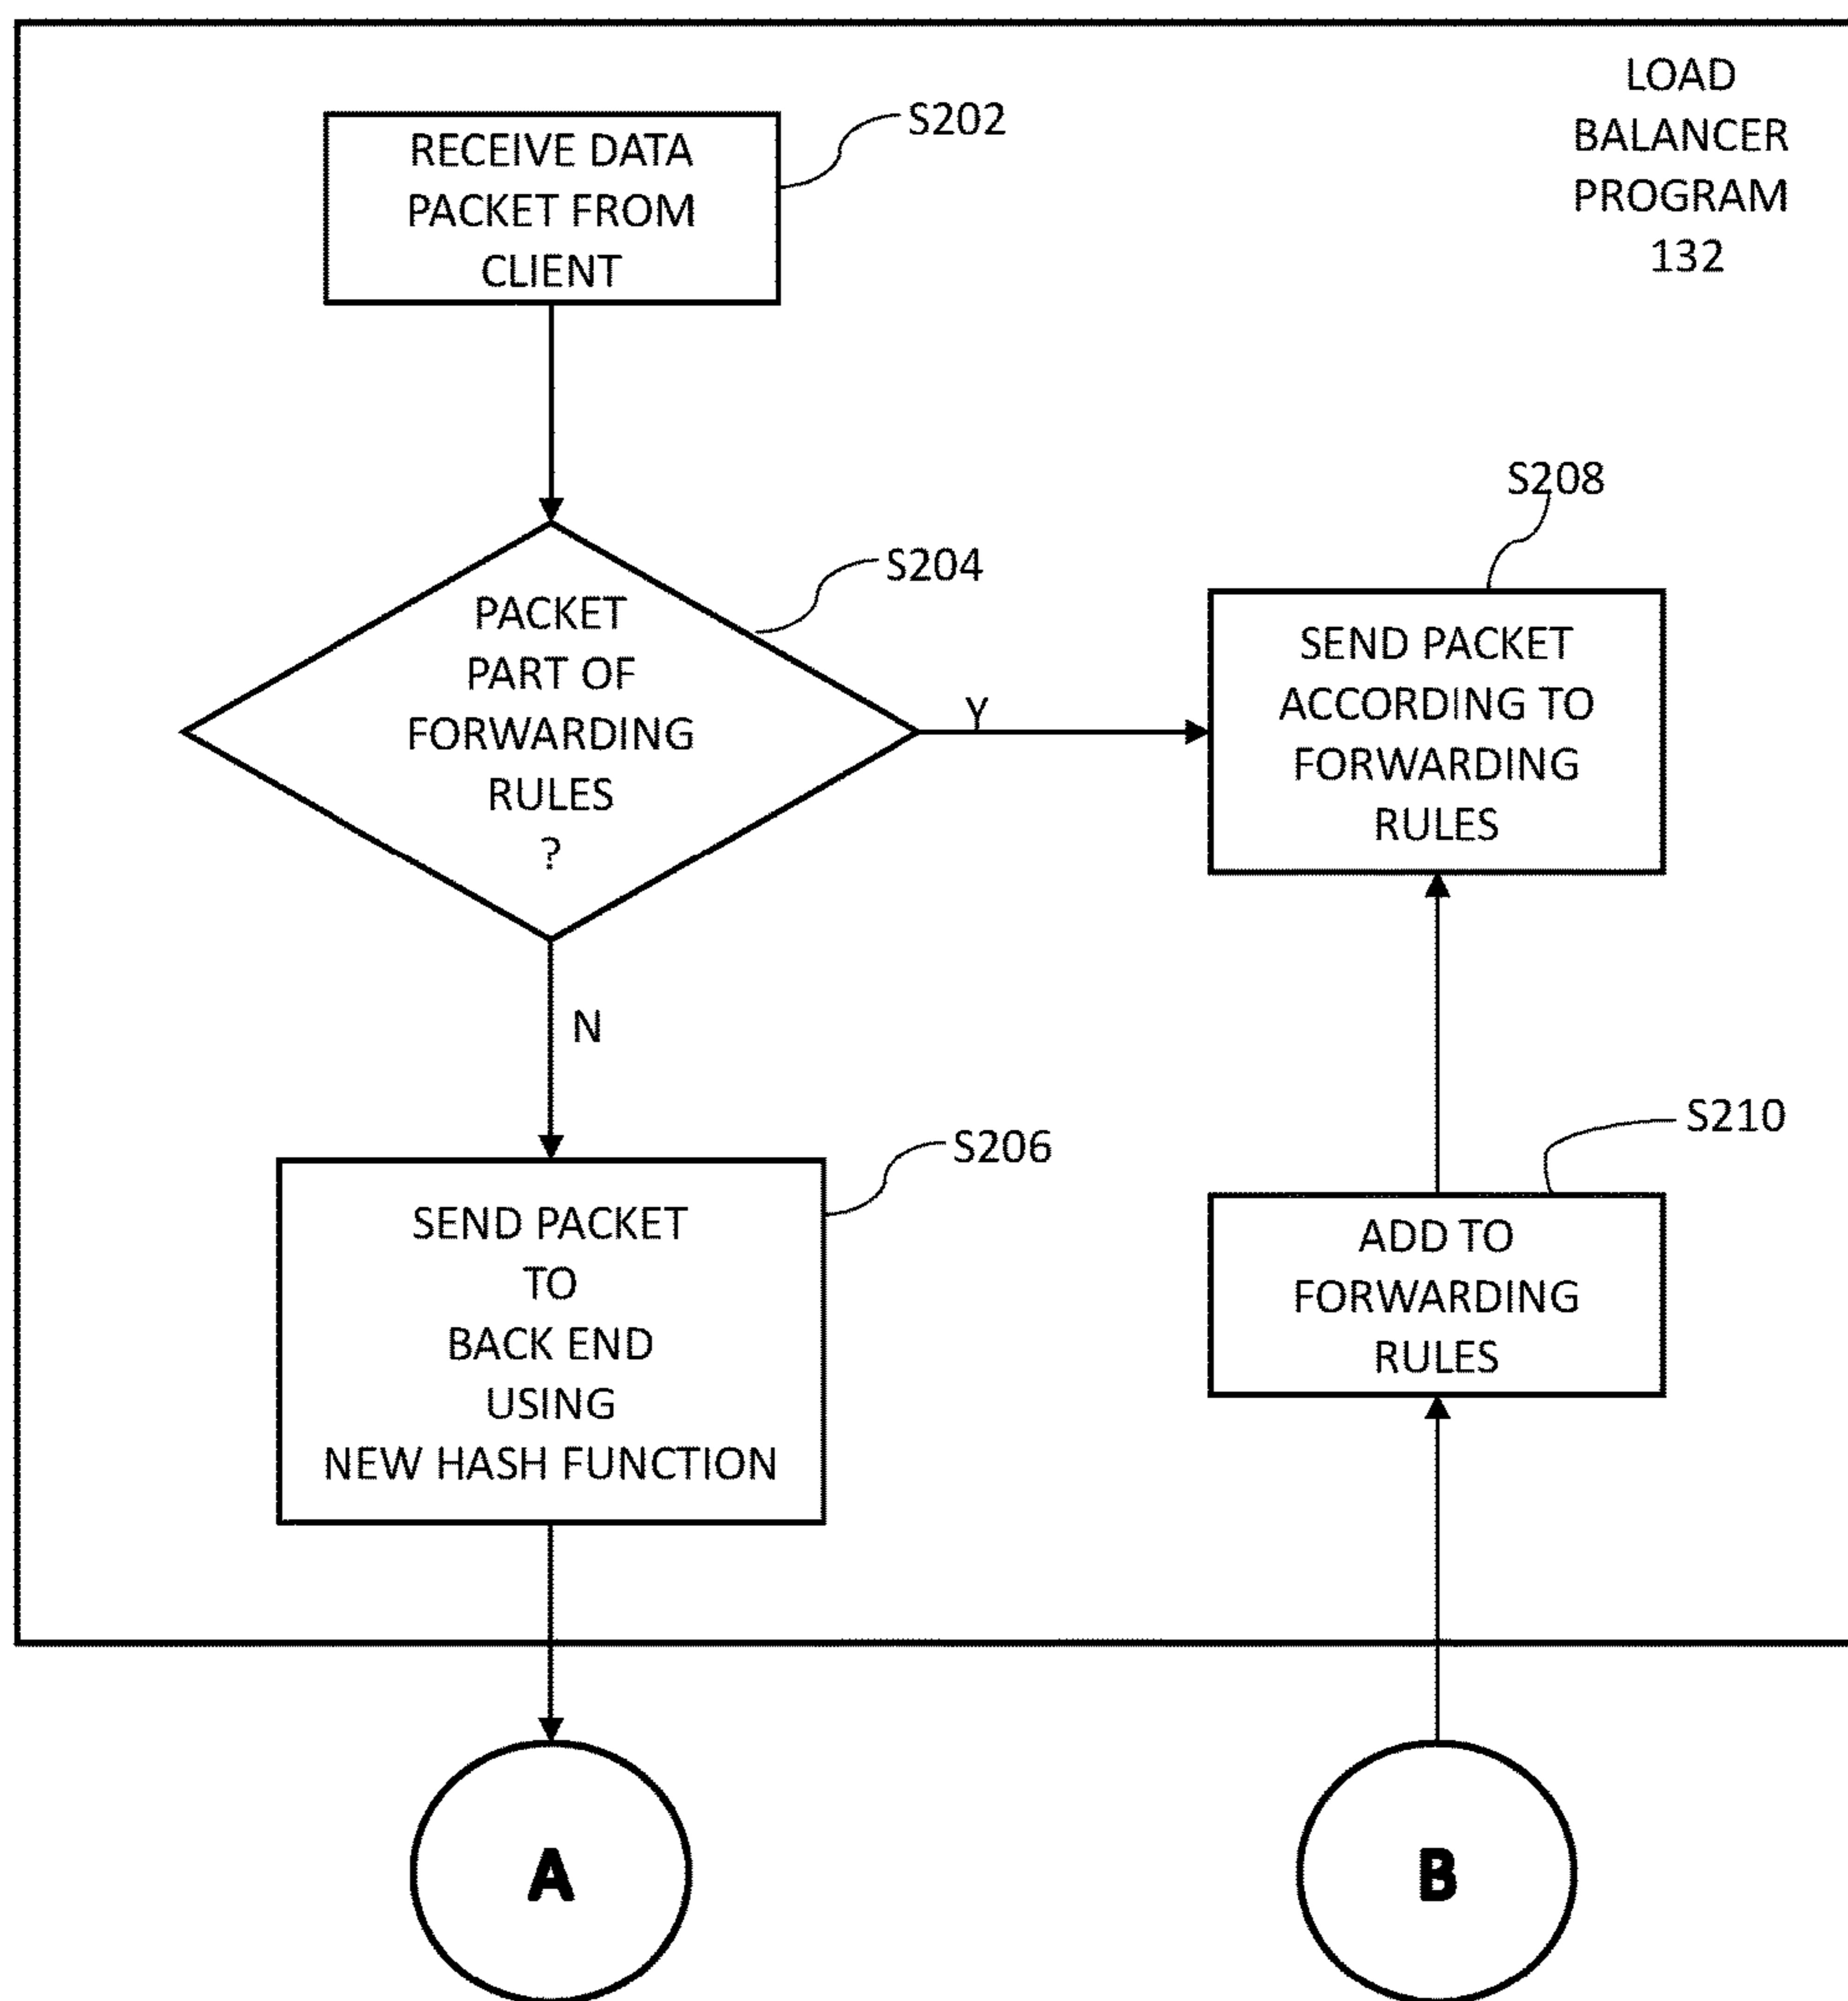 LOAD
BALANCER
PROGRAM
132
S202
RECEIVE DATA
PACKET FROM
CLIENT
S204
PACKET
PART OF
FORWARDING
RULES
?
Y
N
S208
SEND PACKET
ACCORDING TO
FORWARDING
RULES
S206
SEND PACKET
TO
BACK END
USING
NEW HASH FUNCTION
S210
ADD TO
FORWARDING
RULES
A
B